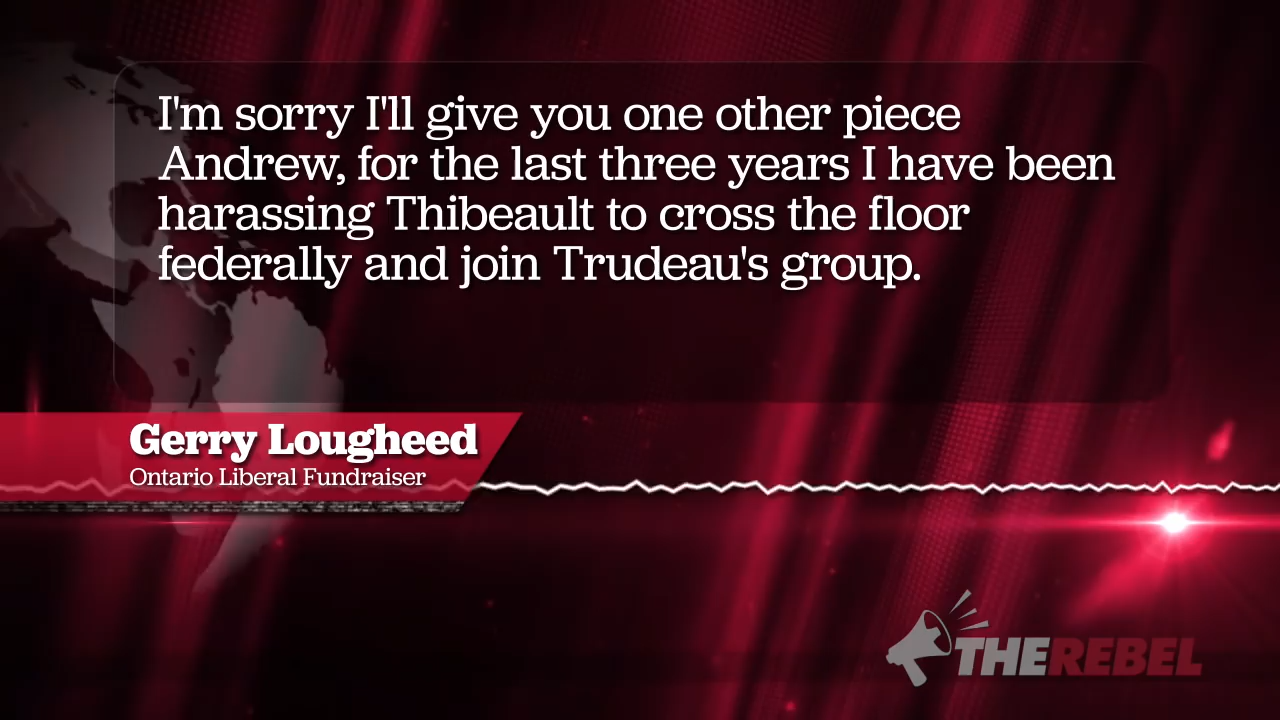 I'm sorry I'll give you one other piece
Andrew, for the last three years I have been
harassing Thibeault to cross the floor
federally and join Trudeau's group.
Gerry Lougheed
Ontario Liberal Fundraiser
THEREBEL